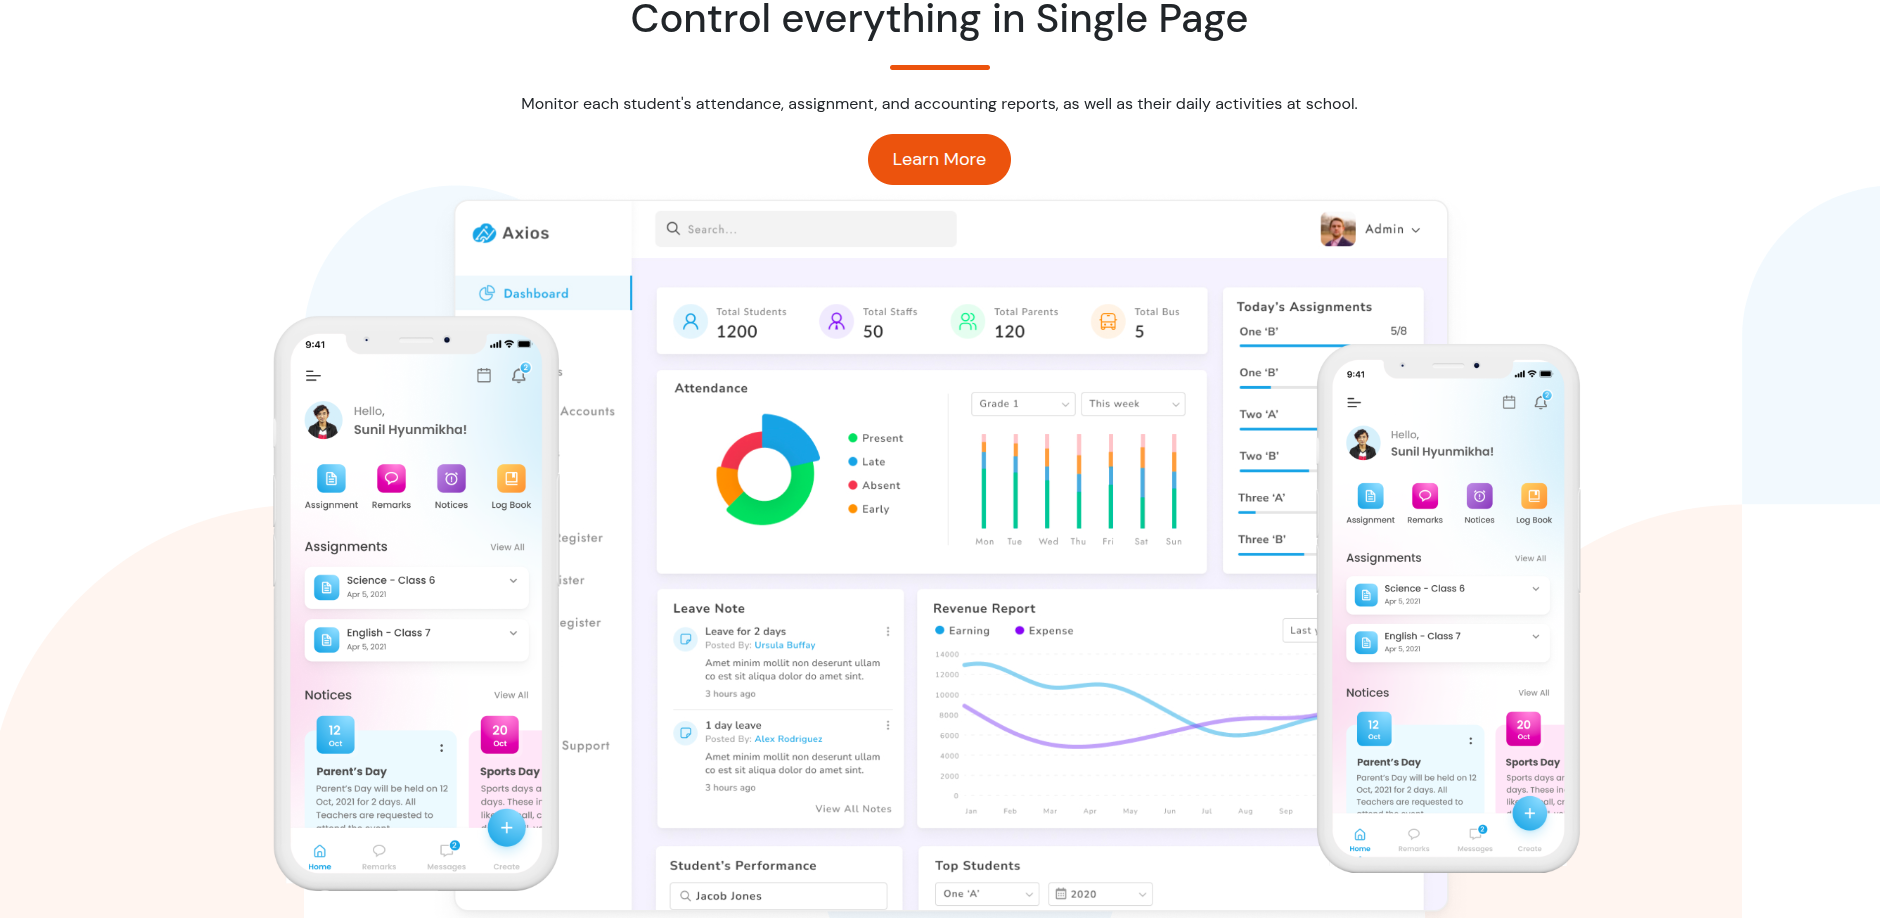 Control everything in Single Page
Monitor each student's attendance, assignment, and accounting reports, as well as their daily activities at school.
Learn More
Axios
Search...
Admin
Dashboard
Accounts
Register
Support
Total Students
1200
Total Staffs
50
Total Parents
120
Total Bus
5
Today's Assignments
One 'B'
5/8
One 'B'
Two 'A'
Two 'B'
Three 'A'
Three 'B'
Attendance
Present
Late
Absent
Early
Grade 1
This week
Mon Tue Wed Thu Fri Sat Sun
Leave Note
Leave for 2 days
Posted By: Ursula Buffay
Amet minim mollit non deserunt ullam
co est sit aliqua dolor do amet sint.
3 hours ago
1 day leave
Posted By: Alex Rodriguez
Amet minim mollit non deserunt ullam
co est sit aliqua dolor do amet sint.
3 hours ago
View All Notes
Revenue Report
Earning
Expense
Last
14000
12000
10000
8000
6000
4000
2000
0
Jan Feb Mar Apr May Jun Jul Aug Sep
Student's Performance
Jacob Jones
Top Students
One 'A'
2020
9:41
2
Hello,
Sunil Hyunmikha!
Assignment Remarks Notices Log Book
Assignments
View All
Science - Class 6
Apr 5, 2021
English - Class 7
Apr 5, 2021
Notices
View All
12
Oct
Parent's Day
Parent's Day will be held on 12
Oct, 2021 for 2 days. All
Teachers are requested to
attend the event
20
Oct
Sports Day
Sports days a
days. These
2
Home Remarks Messages Create
9:41
2
Hello,
Sunil Hyunmikha!
Assignment Remarks Notices Log Book
Assignments
View All
Science - Class 6
Apr 5, 2021
English - Class 7
Apr 5, 2021
Notices
View All
12
Oct
Parent's Day
Parent's Day will be held on 12
Oct, 2021 for 2 days. All
Teachers are requested to
attend the event
20
Oct
Sports Day
Sports days
days. These
2
Home Remarks Messages Create